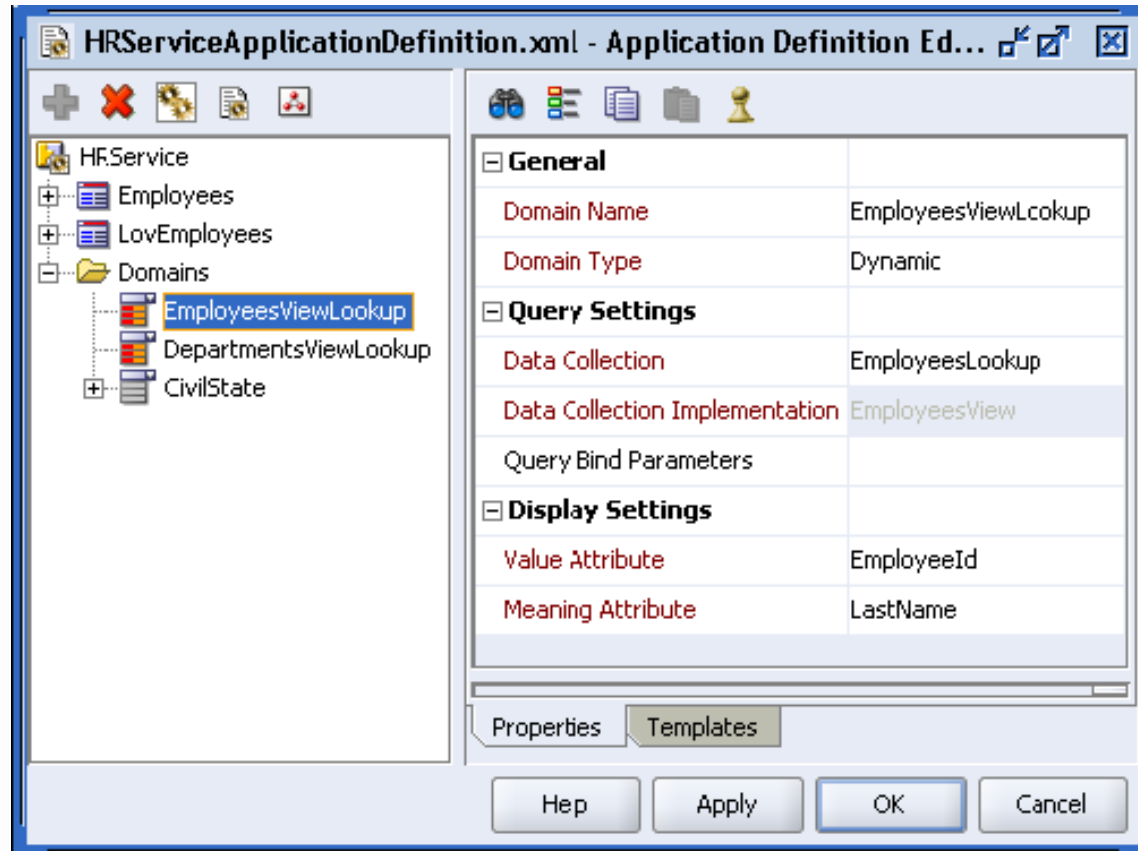 HRServiceApplicationDefinition.xml - Application Definition Ed...
HR.Service
Employees
LovEmployees
Domains
EmployeesViewLookup
DepartmentsViewLookup
CivilState
General
Domain Name EmployeesViewLcokup
Domain Type Dynamic
Query Settings
Data Collection EmployeesLookup
Data Collection Implementation EmployeesView
Query Bind Parameters
Display Settings
Value Attribute EmployeeId
Meaning Attribute LastName
Properties Templates
Hep Apply OK Cancel